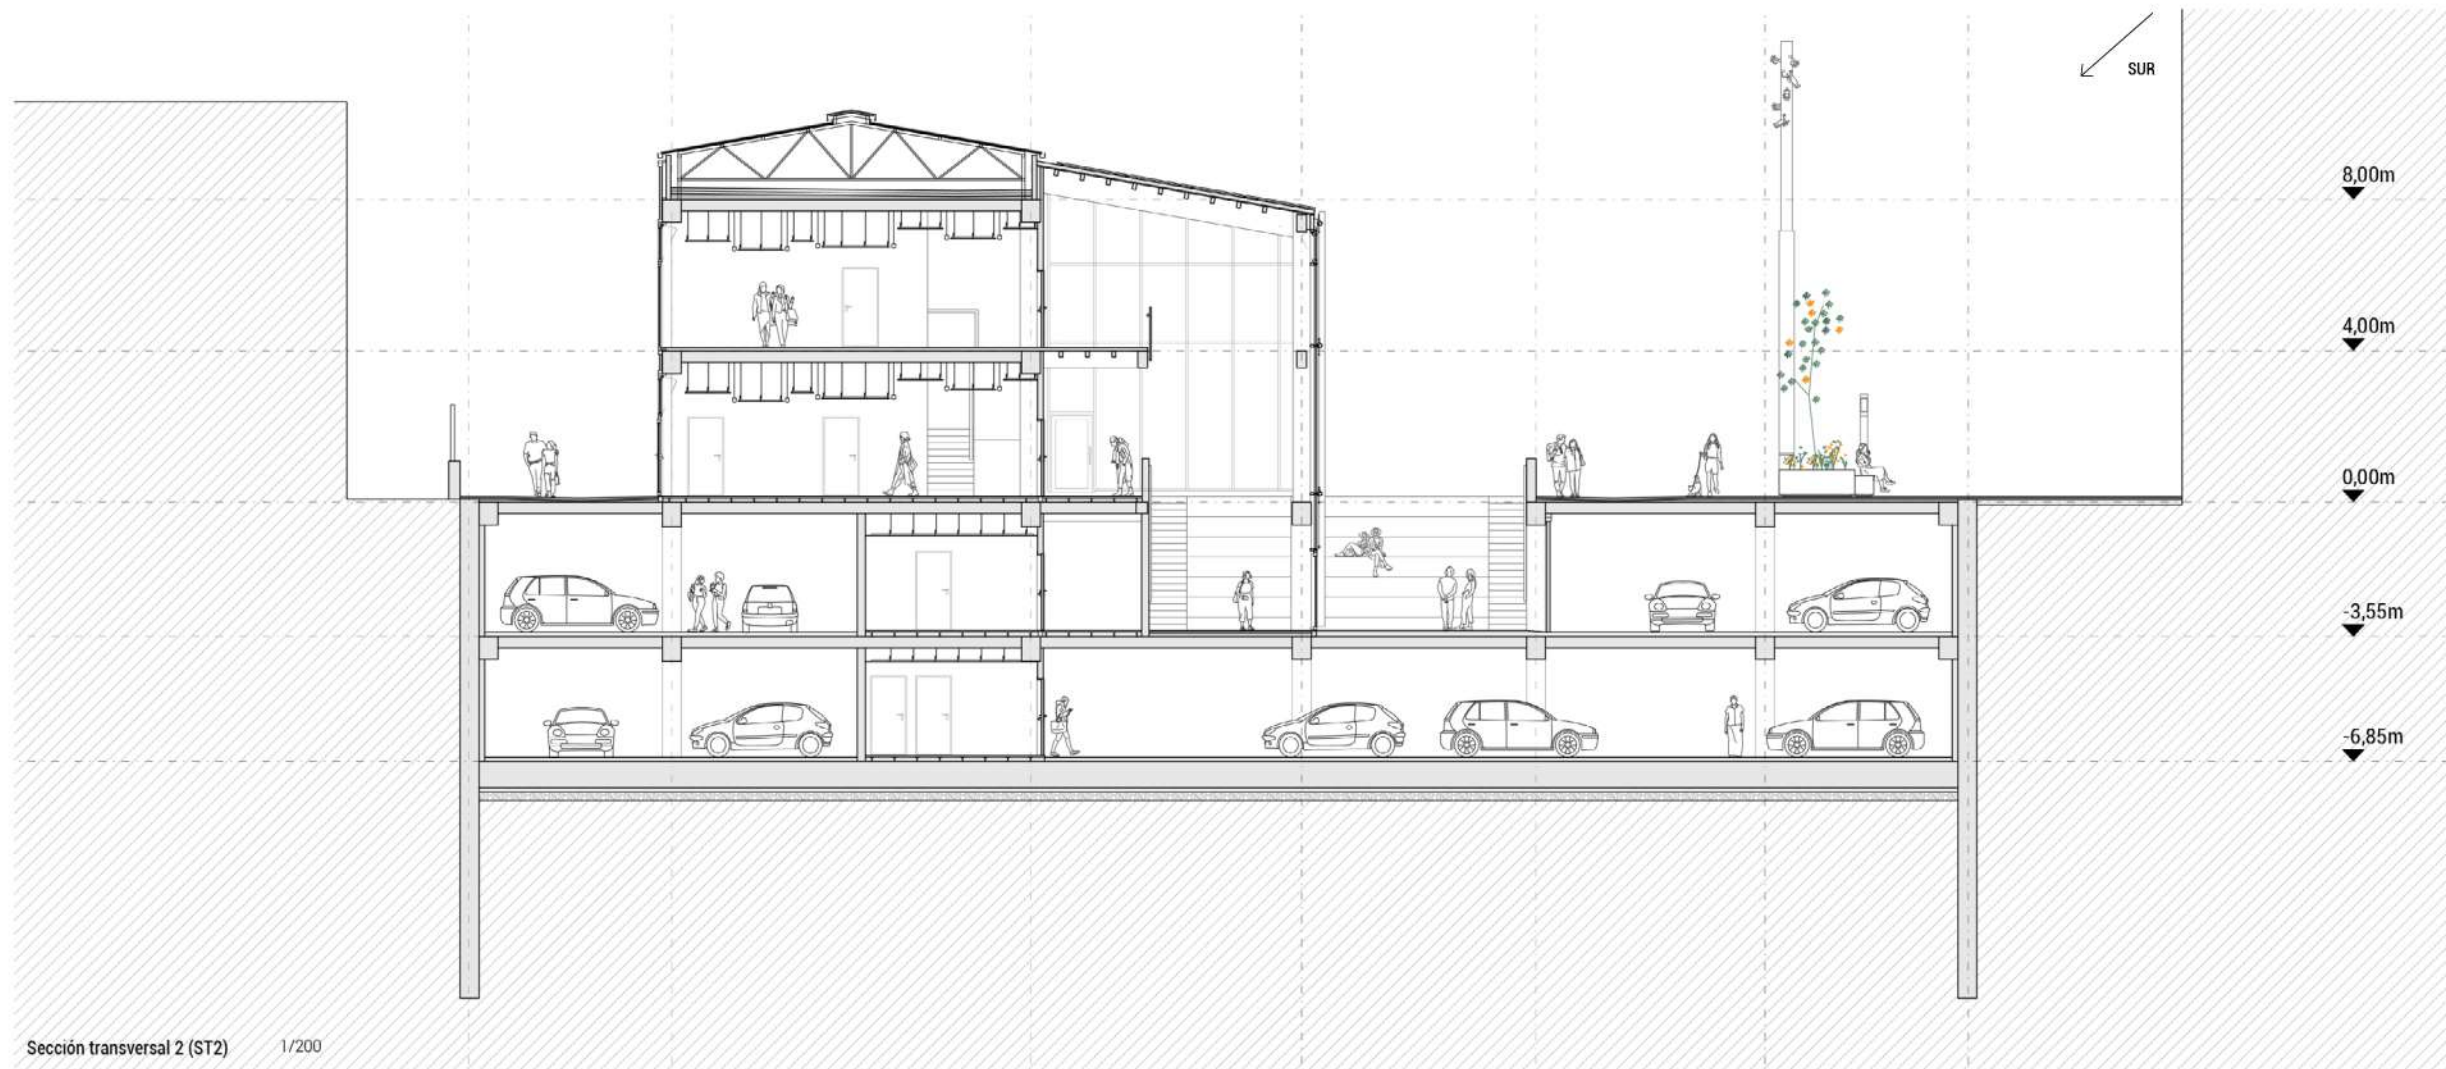 SUR
8,00m
4,00m
0,00m
-3,55m
-6,85m
Sección transversal 2 (ST2) 1/200